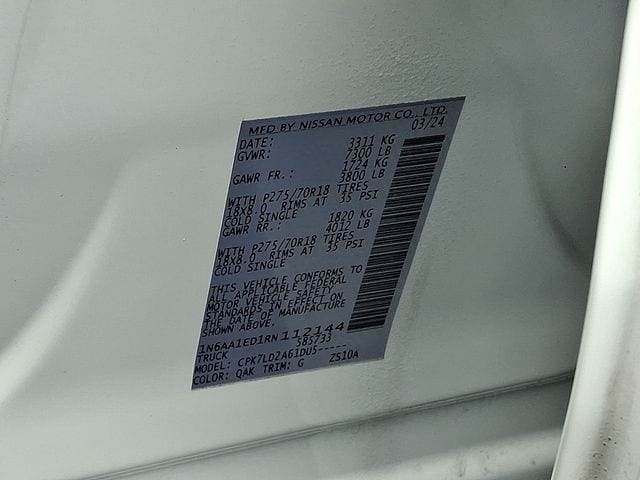 MFD BY NISSAN MOTOR CO., LTD.
DATE: 03/24
GVWR: 3311 KG
7300 LB
GAWR FR.: 1724 KG
3800 LB
WITH P275/70R18 TIRES
18X8.0 RIMS AT 35 PSI
COLD SINGLE
GAWR RR.: 1820 KG
4012 LB
WITH P275/70R18 TIRES
18X8.0 RIMS AT 35 PSI
COLD SINGLE
THIS VEHICLE CONFORMS TO
ALL APPLICABLE FEDERAL
MOTOR VEHICLE SAFETY
STANDARDS IN EFFECT ON
THE DATE OF MANUFACTURE
SHOWN ABOVE.
1N6AA1ED1RN112144
TRUCK 585733
MODEL: CPK7LD2A61DU5-----
COLOR: QAK TRIM: G ZS10A